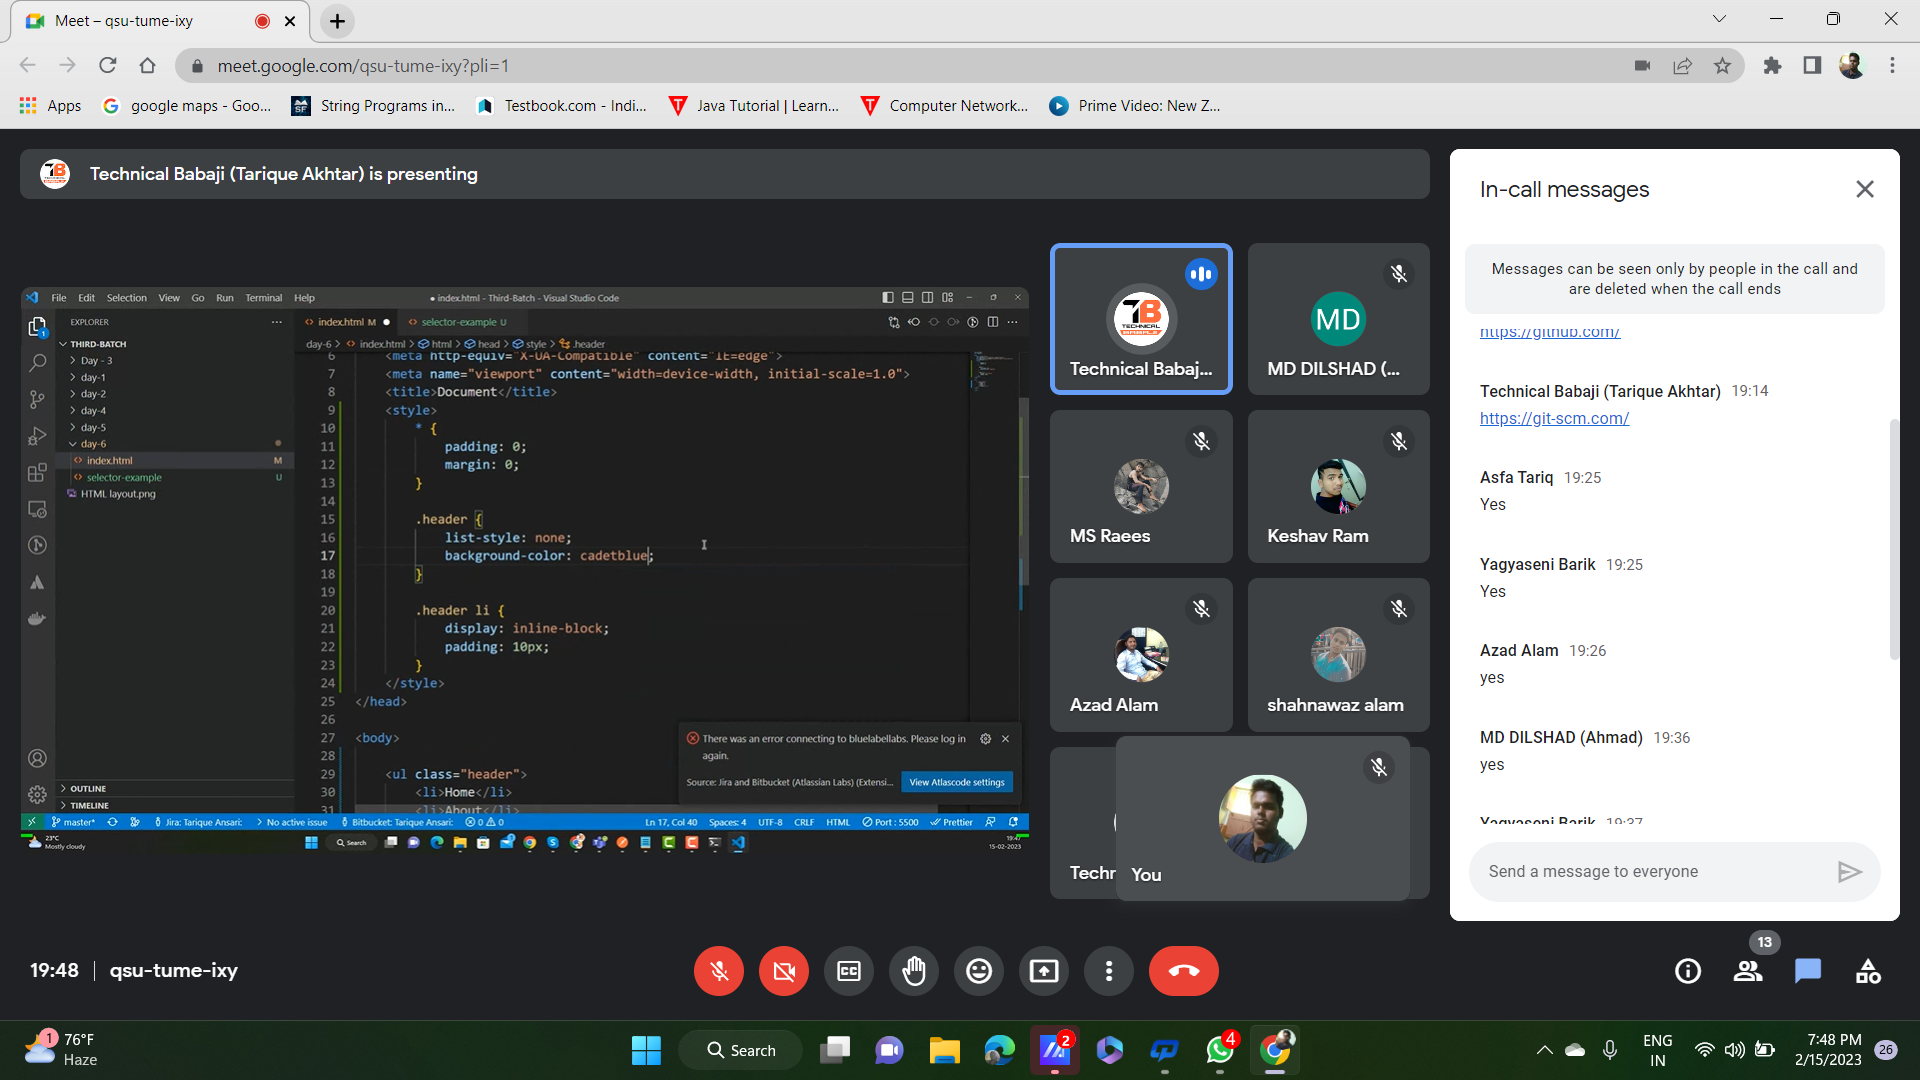 Meet – qsu-tume-ixy
meet.google.com/qsu-tume-ixy?pli=1
Apps
google maps - Goo...
String Programs in...
Testbook.com - Indi...
Java Tutorial | Learn...
Computer Network...
Prime Video: New Z...
Technical Babaji (Tarique Akhtar) is presenting
File Edit Selection View Go Run Terminal Help
● index.html - Third-Batch - Visual Studio Code
EXPLORER
THIRD-BATCH
Day - 3
day-1
day-2
day-4
day-5
day-6
index.html M
selector-example U
HTML layout.png
OUTLINE
TIMELINE
index.html M ●
selector-example U
day-6 > index.html > html > head > style > .header
6 <meta http-equiv="X-UA-Compatible" content="IE=edge">
7 <meta name="viewport" content="width=device-width, initial-scale=1.0">
8 <title>Document</title>
9 <style>
10 * {
11 padding: 0;
12 margin: 0;
13 }
14
15 .header {
16 list-style: none;
17 background-color: cadetblue;
18 }
19
20 .header li {
21 display: inline-block;
22 padding: 10px;
23 }
24 </style>
25 </head>
26
27 <body>
28
29 <ul class="header">
30 <li>Home</li>
31 <li>About</li>
There was an error connecting to bluelabellabs. Please log in
again.
Source: Jira and Bitbucket (Atlassian Labs) (Extensi...
View Atlascode settings
master*
Jira: Tarique Ansari:
No active issue
Bitbucket: Tarique Ansari:
0 0
Ln 17, Col 40
Spaces: 4
UTF-8
CRLF
HTML
Port : 5500
Prettier
23°C
Mostly cloudy
Search
15-02-2023
TECHNICAL
Technical Babaj...
MD
MD DILSHAD (...
MS Raees
Keshav Ram
Azad Alam
shahnawaz alam
Techr
You
In-call messages
Messages can be seen only by people in the call and
are deleted when the call ends
https://github.com/
Technical Babaji (Tarique Akhtar) 19:14
https://git-scm.com/
Asfa Tariq 19:25
Yes
Yagyaseni Barik 19:25
Yes
Azad Alam 19:26
yes
MD DILSHAD (Ahmad) 19:36
yes
Yagyaseni Barik 19:37
Send a message to everyone
19:48 | qsu-tume-ixy
CC
13
1
76°F
Haze
Search
2
4
ENG
IN
7:48 PM
2/15/2023
26